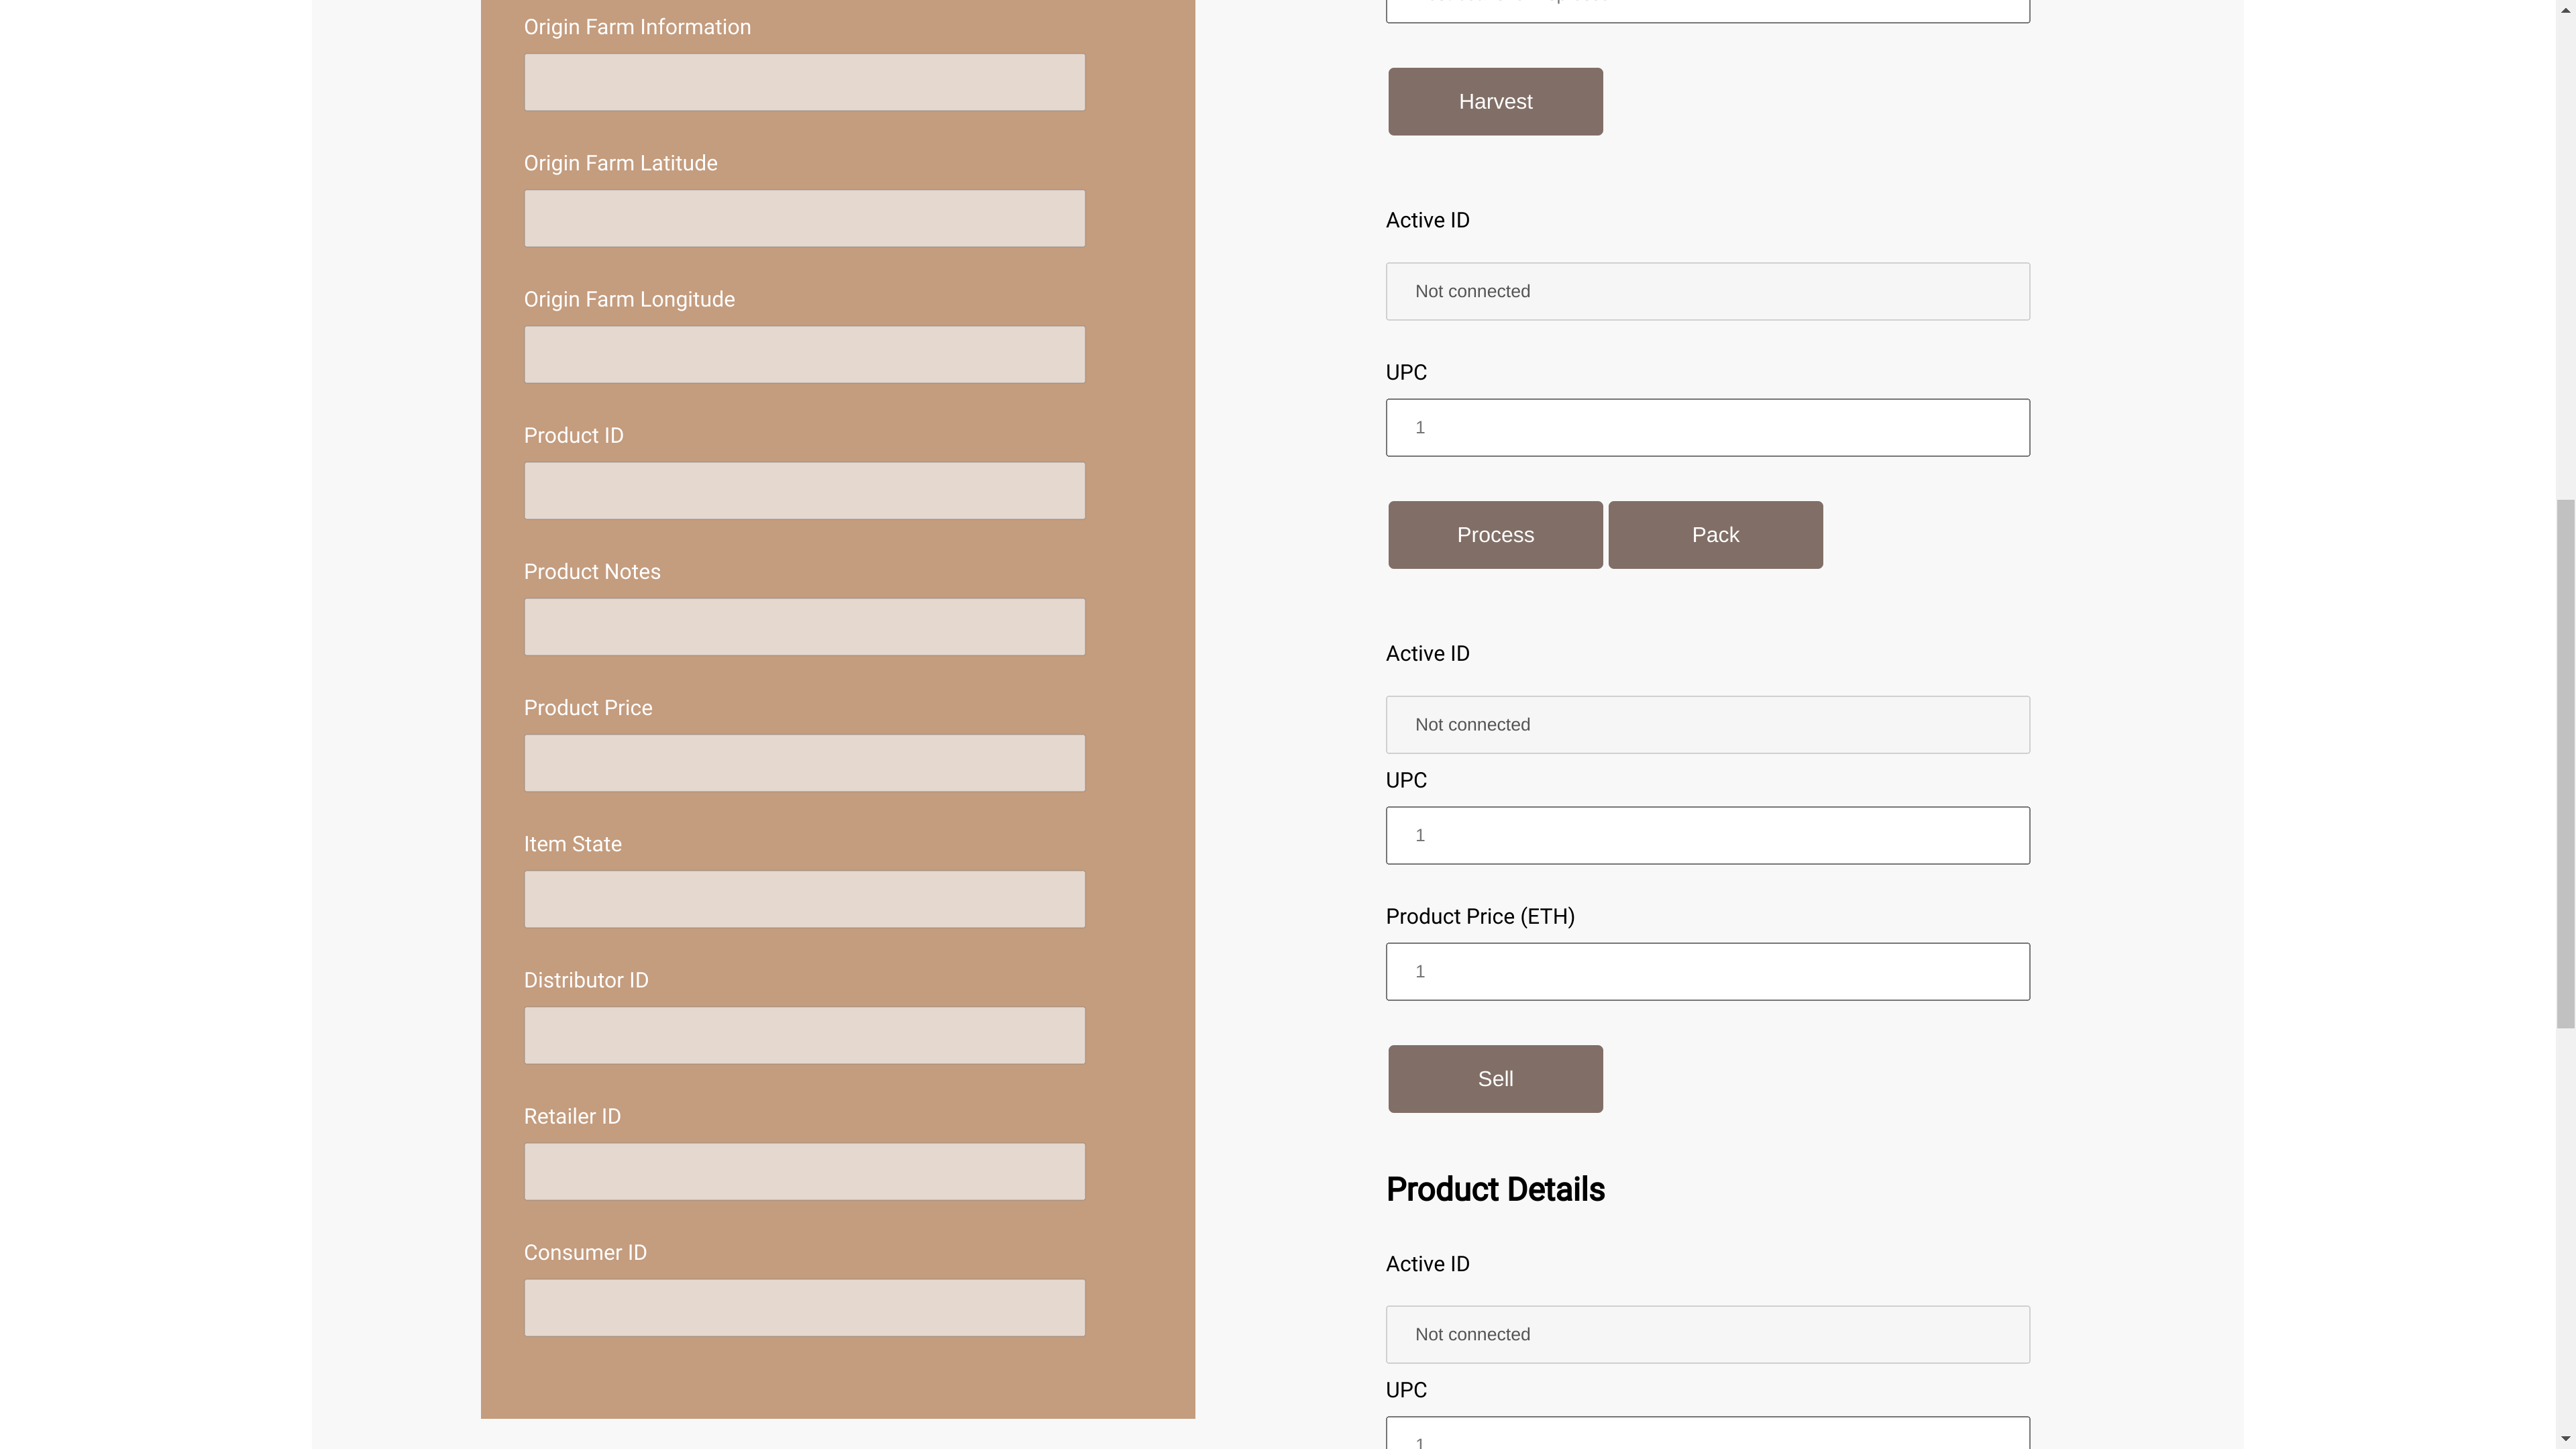 Origin Farm Information
Origin Farm Latitude
Origin Farm Longitude
Product ID
Product Notes
Product Price
Item State
Distributor ID
Retailer ID
Consumer ID
Harvest
Active ID
Not connected
UPC
1
Process Pack
Active ID
Not connected
UPC
1
Product Price (ETH)
1
Sell
Product Details
Active ID
Not connected
UPC
1